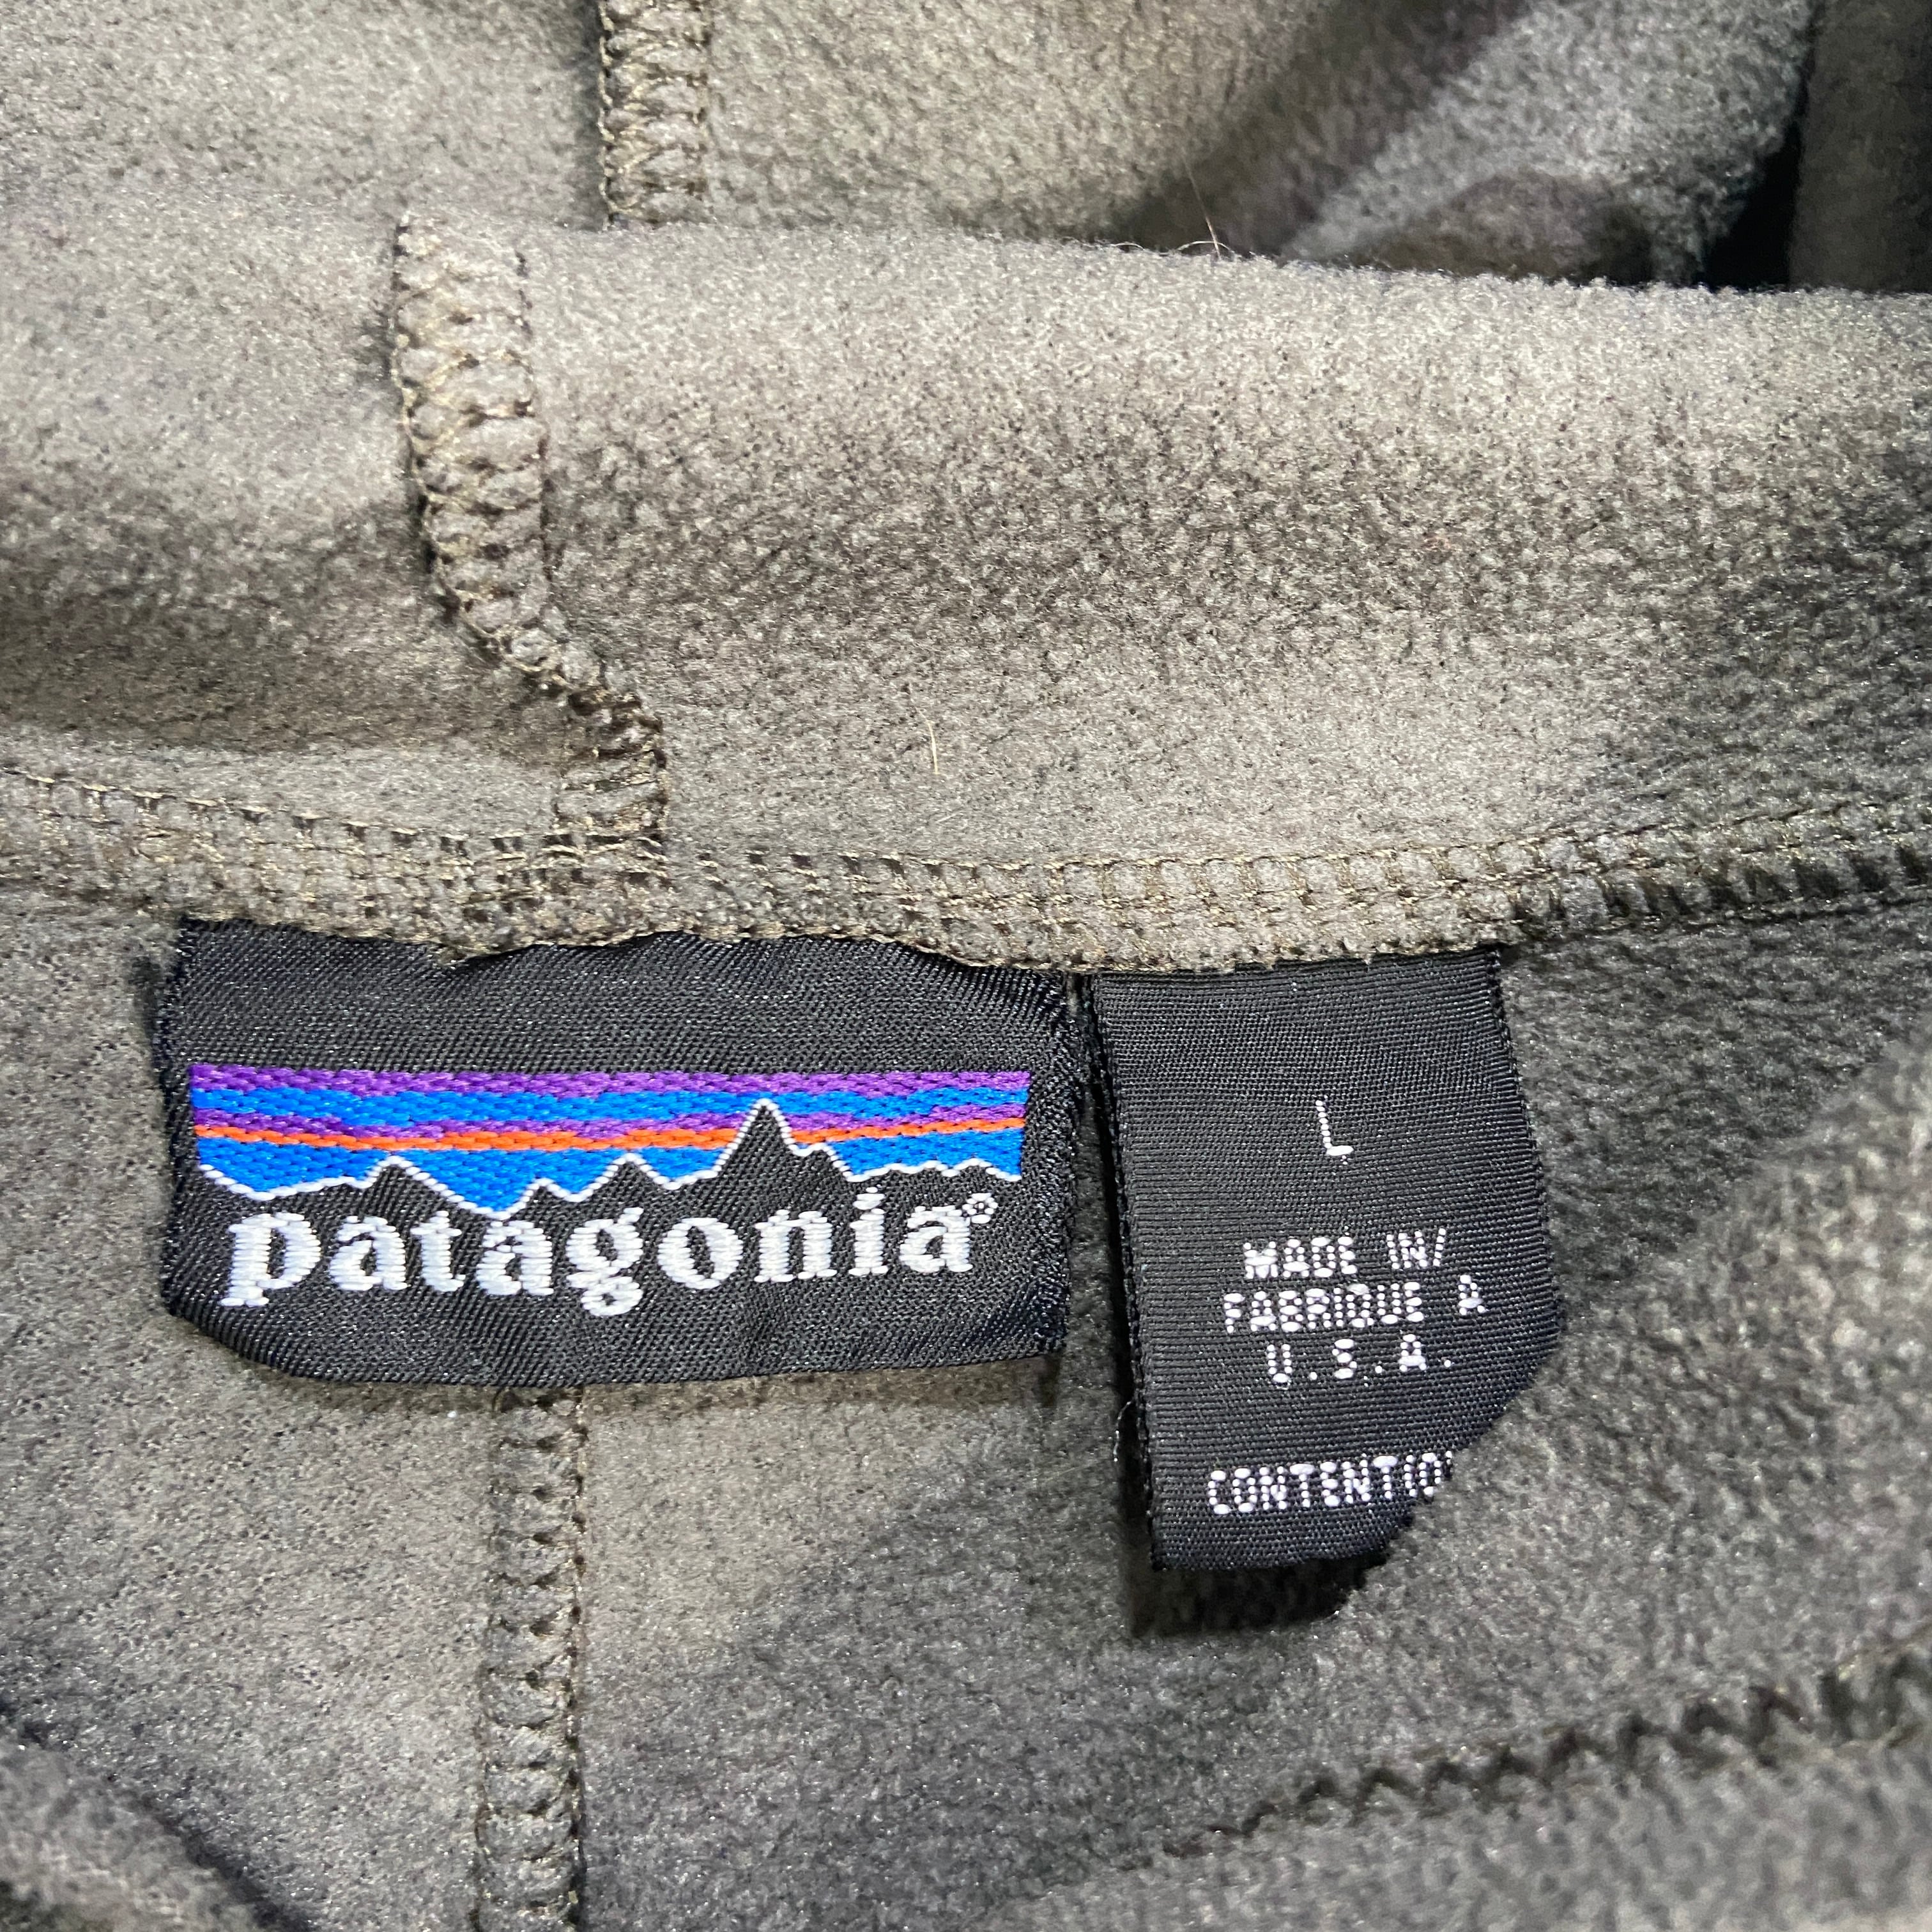 patagonia®
L
MADE IN/
FABRIQUE A
U.S.A.